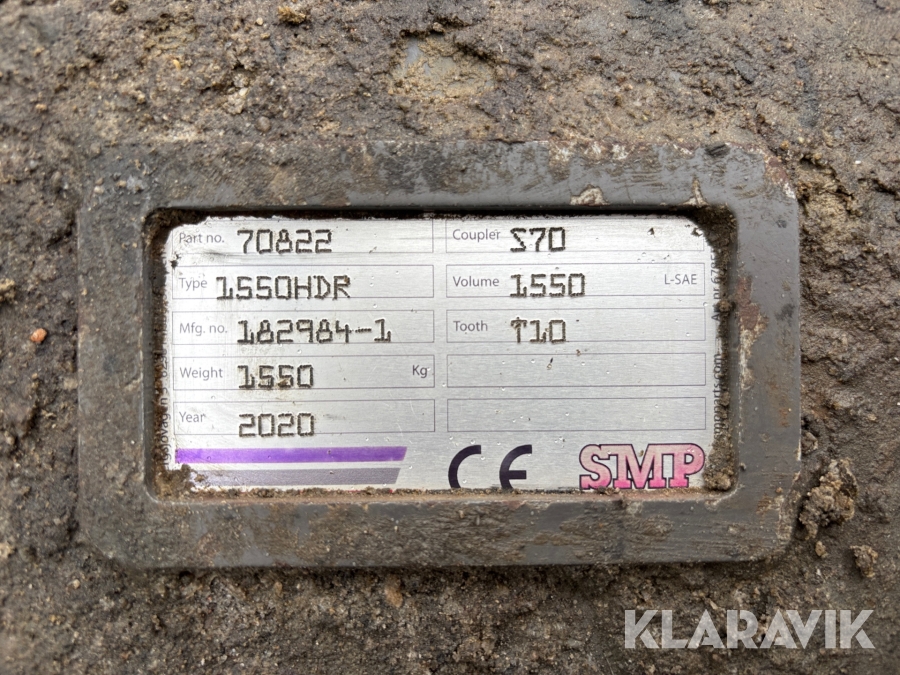 Part no. 70822
Coupler S70
Type 1550HDR
Volume 1550 L-SAE
Mfg. no. 182984-1
Tooth T10
Weight 1550 Kg
Year 2020
CE SMP
KLARAVIK